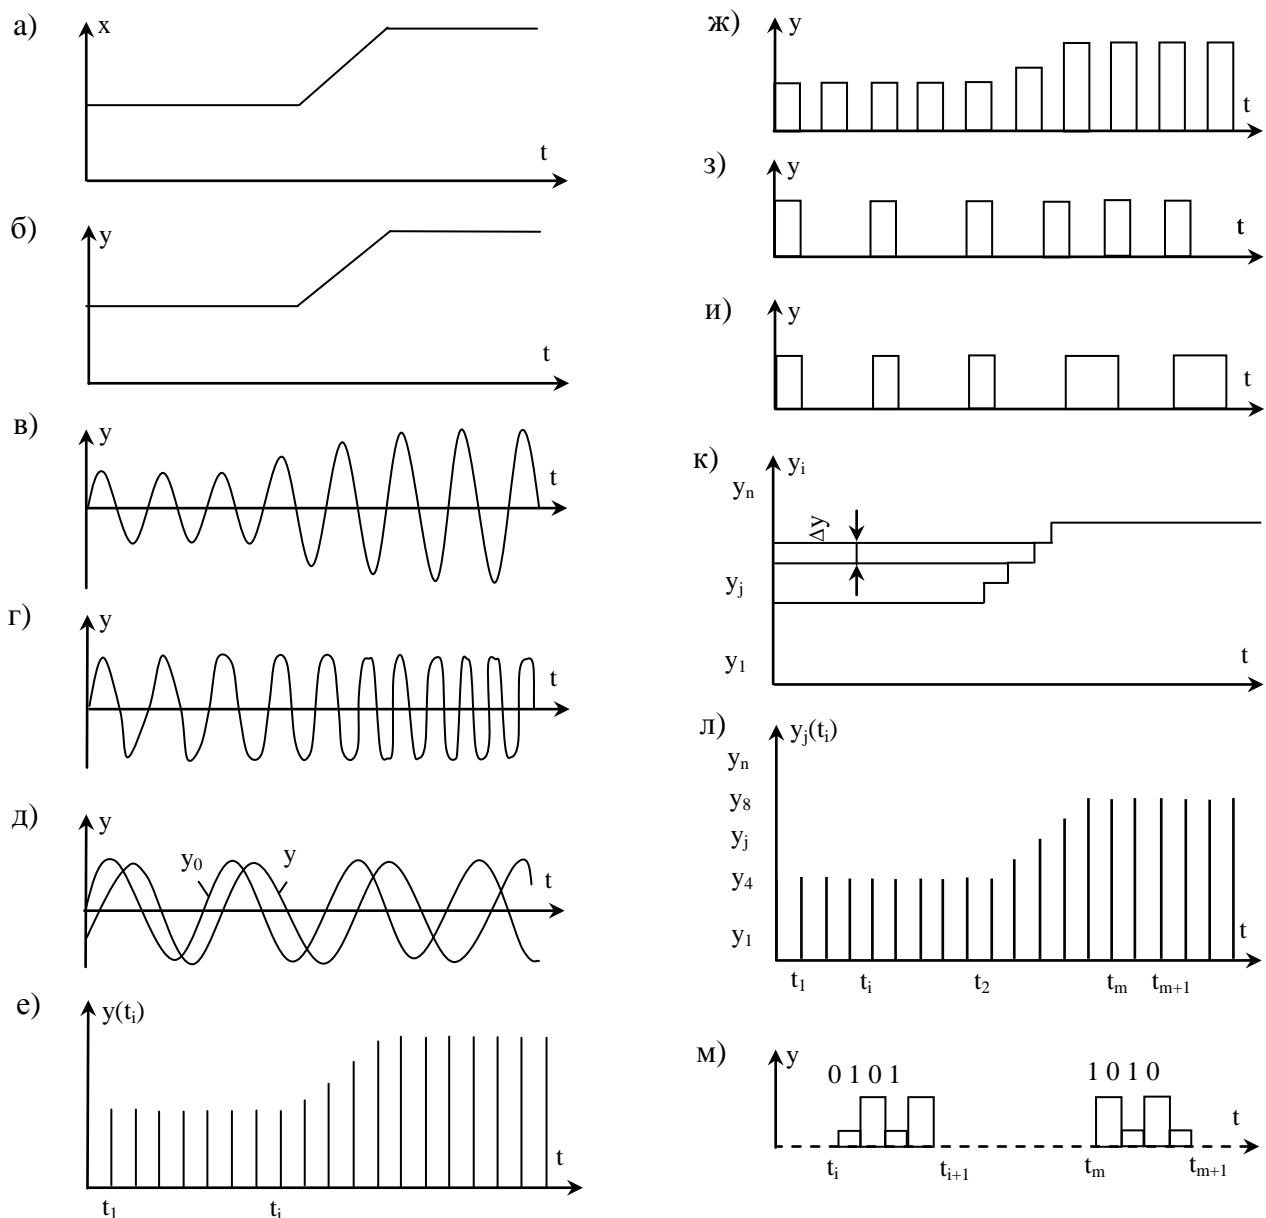 а)
x
t
б)
y
t
в)
y
t
г)
y
t
д)
y
y0
y
t
е)
y(ti)
t
t1
ti
ж)
y
t
з)
y
t
и)
y
t
к)
yi
yn
Δy
yj
y1
t
л)
yj(ti)
yn
y8
yj
y4
y1
t
t1 ti t2 tm tm+1
м)
y
0 1 0 1
1 0 1 0
t
ti ti+1 tm tm+1